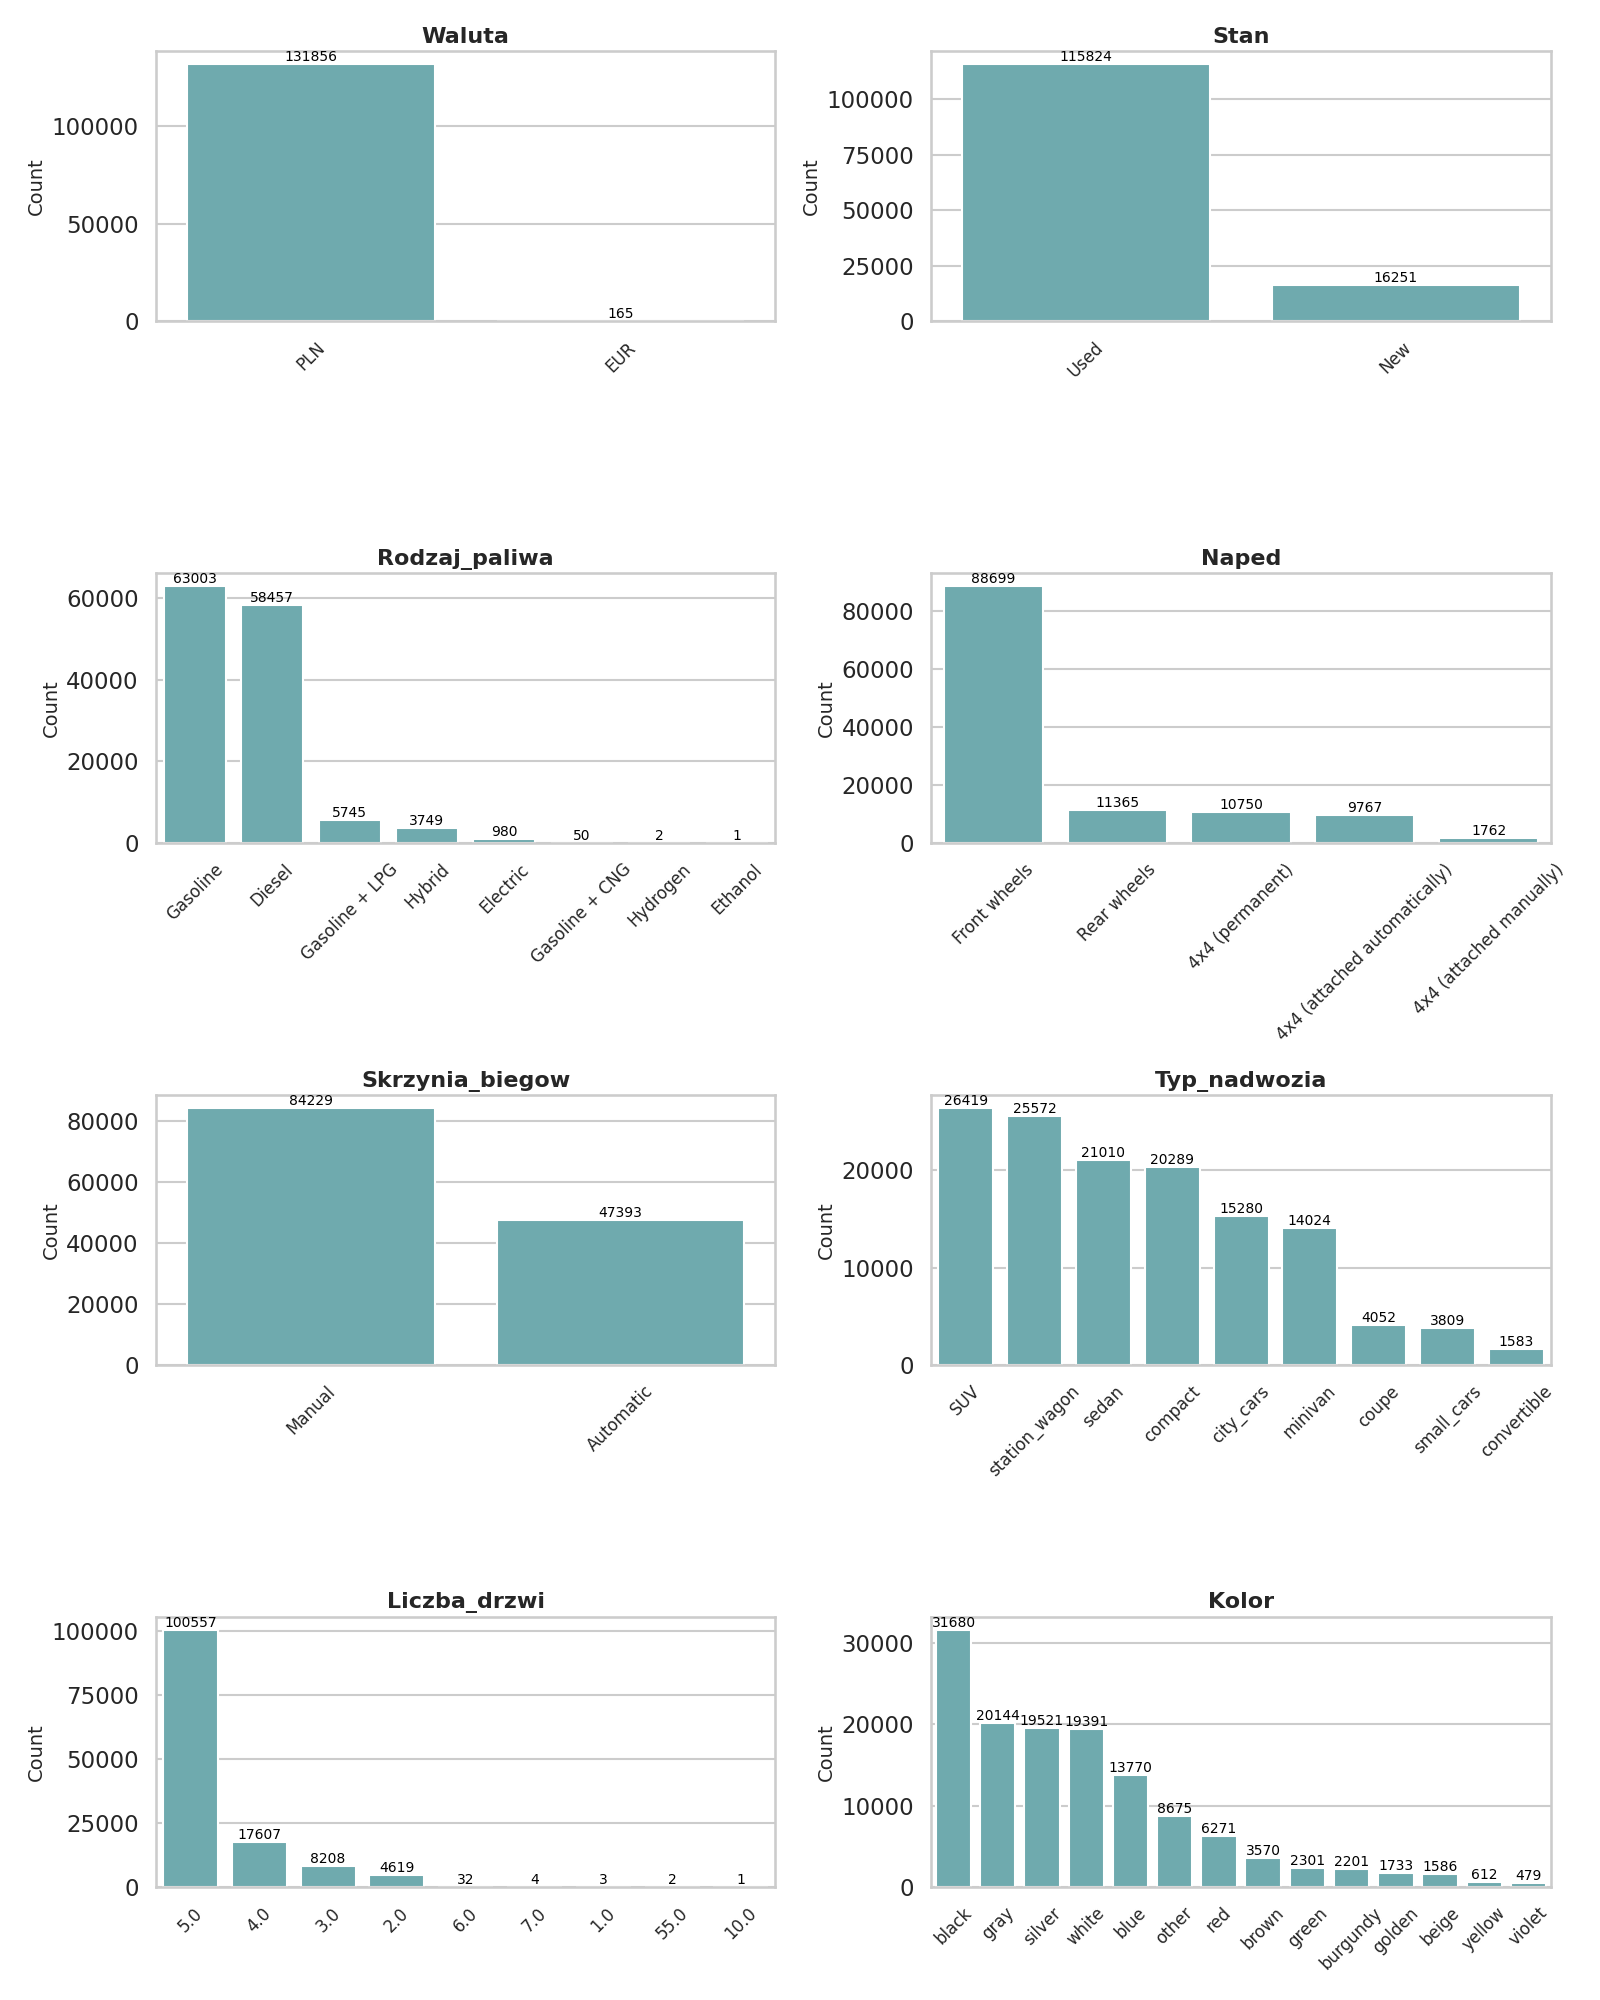 Waluta
131856
165
100000
50000
0
Count
PLN
EUR
Stan
115824
16251
100000
75000
50000
25000
0
Count
Used
New
Rodzaj_paliwa
63003
58457
5745
3749
980
50
2
1
60000
40000
20000
0
Count
Gasoline
Diesel
Gasoline + LPG
Hybrid
Electric
Gasoline + CNG
Hydrogen
Ethanol
Naped
88699
11365
10750
9767
1762
80000
60000
40000
20000
0
Count
Front wheels
Rear wheels
4x4 (permanent)
4x4 (attached automatically)
4x4 (attached manually)
Skrzynia_biegow
84229
47393
80000
60000
40000
20000
0
Count
Manual
Automatic
Typ_nadwozia
26419
25572
21010
20289
15280
14024
4052
3809
1583
20000
10000
0
Count
SUV
station_wagon
sedan
compact
city_cars
minivan
coupe
small_cars
convertible
Liczba_drzwi
100557
17607
8208
4619
32
4
3
2
1
100000
75000
50000
25000
0
Count
5.0
4.0
3.0
2.0
6.0
7.0
1.0
55.0
10.0
Kolor
31680
20144
19521
19391
13770
8675
6271
3570
2301
2201
1733
1586
612
479
30000
20000
10000
0
Count
black
gray
silver
white
blue
other
red
brown
green
burgundy
golden
beige
yellow
violet